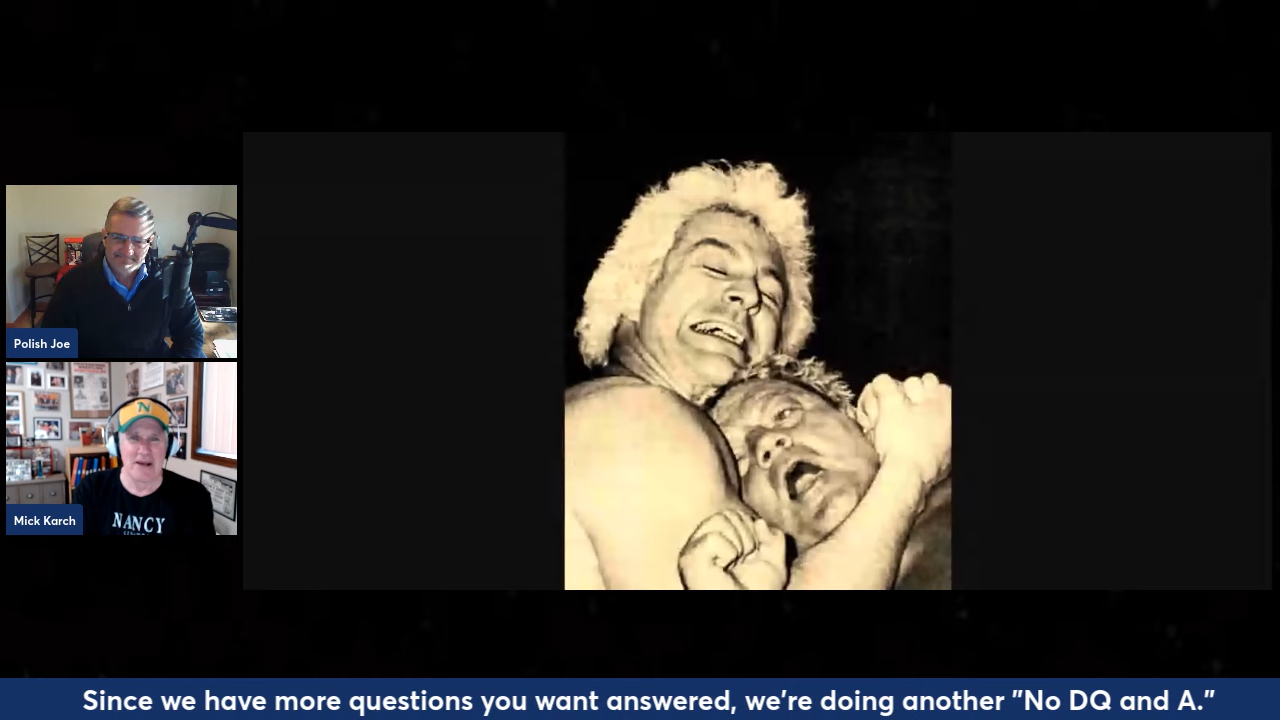 Polish Joe
N
Mick Karch
NANCY
Since we have more questions you want answered, we're doing another "No DQ and A."